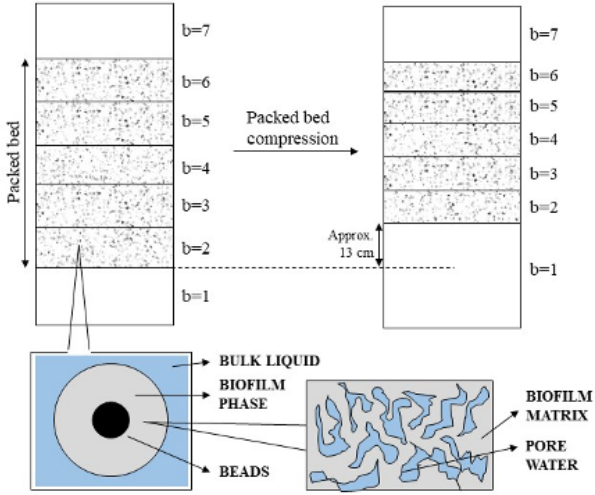 b=7
b=6
b=5
b=4
b=3
b=2
b=1
Packed bed
Packed bed
compression
b=7
b=6
b=5
b=4
b=3
b=2
b=1
Approx.
13 cm
BULK LIQUID
BIOFILM
PHASE
BEADS
BIOFILM
MATRIX
PORE
WATER